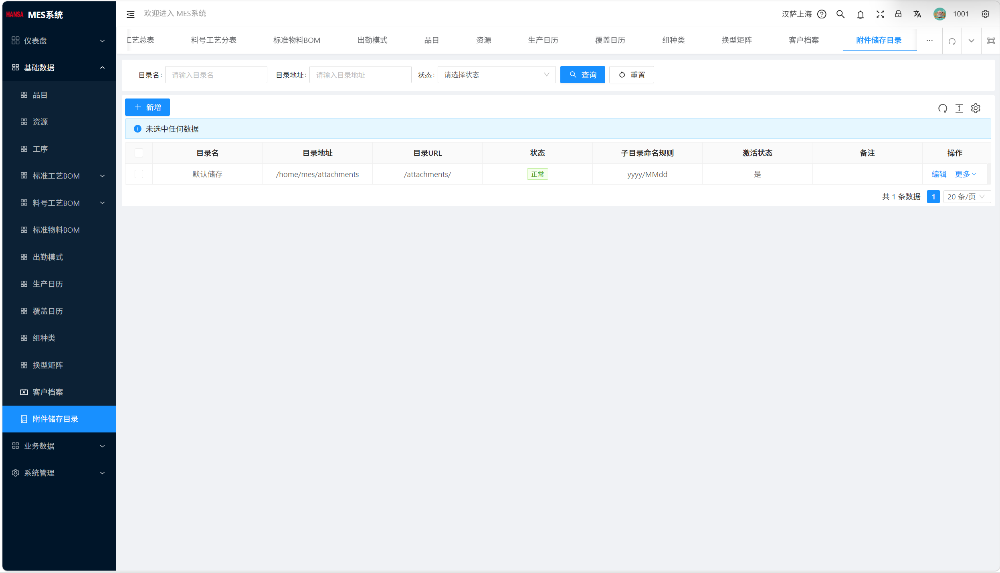 HANSA MES系统
欢迎进入 MES系统
汉萨上海
1001
仪表盘
基础数据
品目
资源
工序
标准工艺BOM
料号工艺BOM
标准物料BOM
出勤模式
生产日历
覆盖日历
组种类
换型矩阵
客户档案
附件储存目录
业务数据
系统管理
工艺总表 料号工艺分表 标准物料BOM 出勤模式 品目 资源 生产日历 覆盖日历 组种类 换型矩阵 客户档案 附件储存目录 ···
目录名: 请输入目录名 目录地址: 请输入目录地址 状态: 请选择状态 查询 重置
新增
未选中任何数据
目录名 目录地址 目录URL 状态 子目录命名规则 激活状态 备注 操作
默认储存 /home/mes/attachments /attachments/ 正常 yyyy/MMdd 是 编辑 更多
共 1 条数据 1 20 条/页